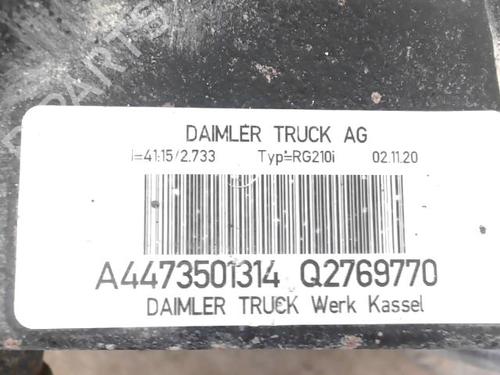 DAIMLER TRUCK AG
i=41:15/2.733 Typ=RG210i 02.11.20
A4473501314 Q2769770
DAIMLER TRUCK Werk Kassel